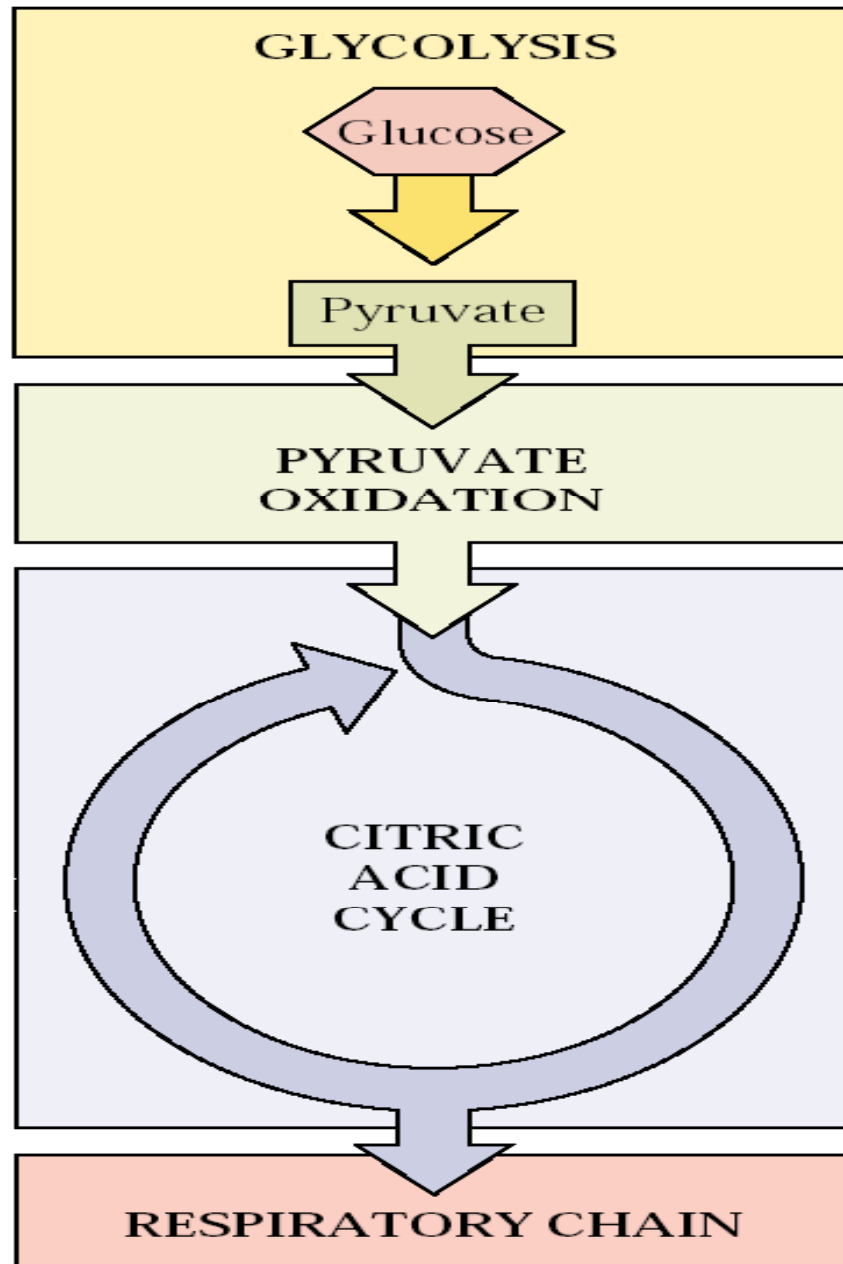 GLYCOLYSIS
Glucose
Pyruvate
PYRUVATE
OXIDATION
CITRIC
ACID
CYCLE
RESPIRATORY CHAIN